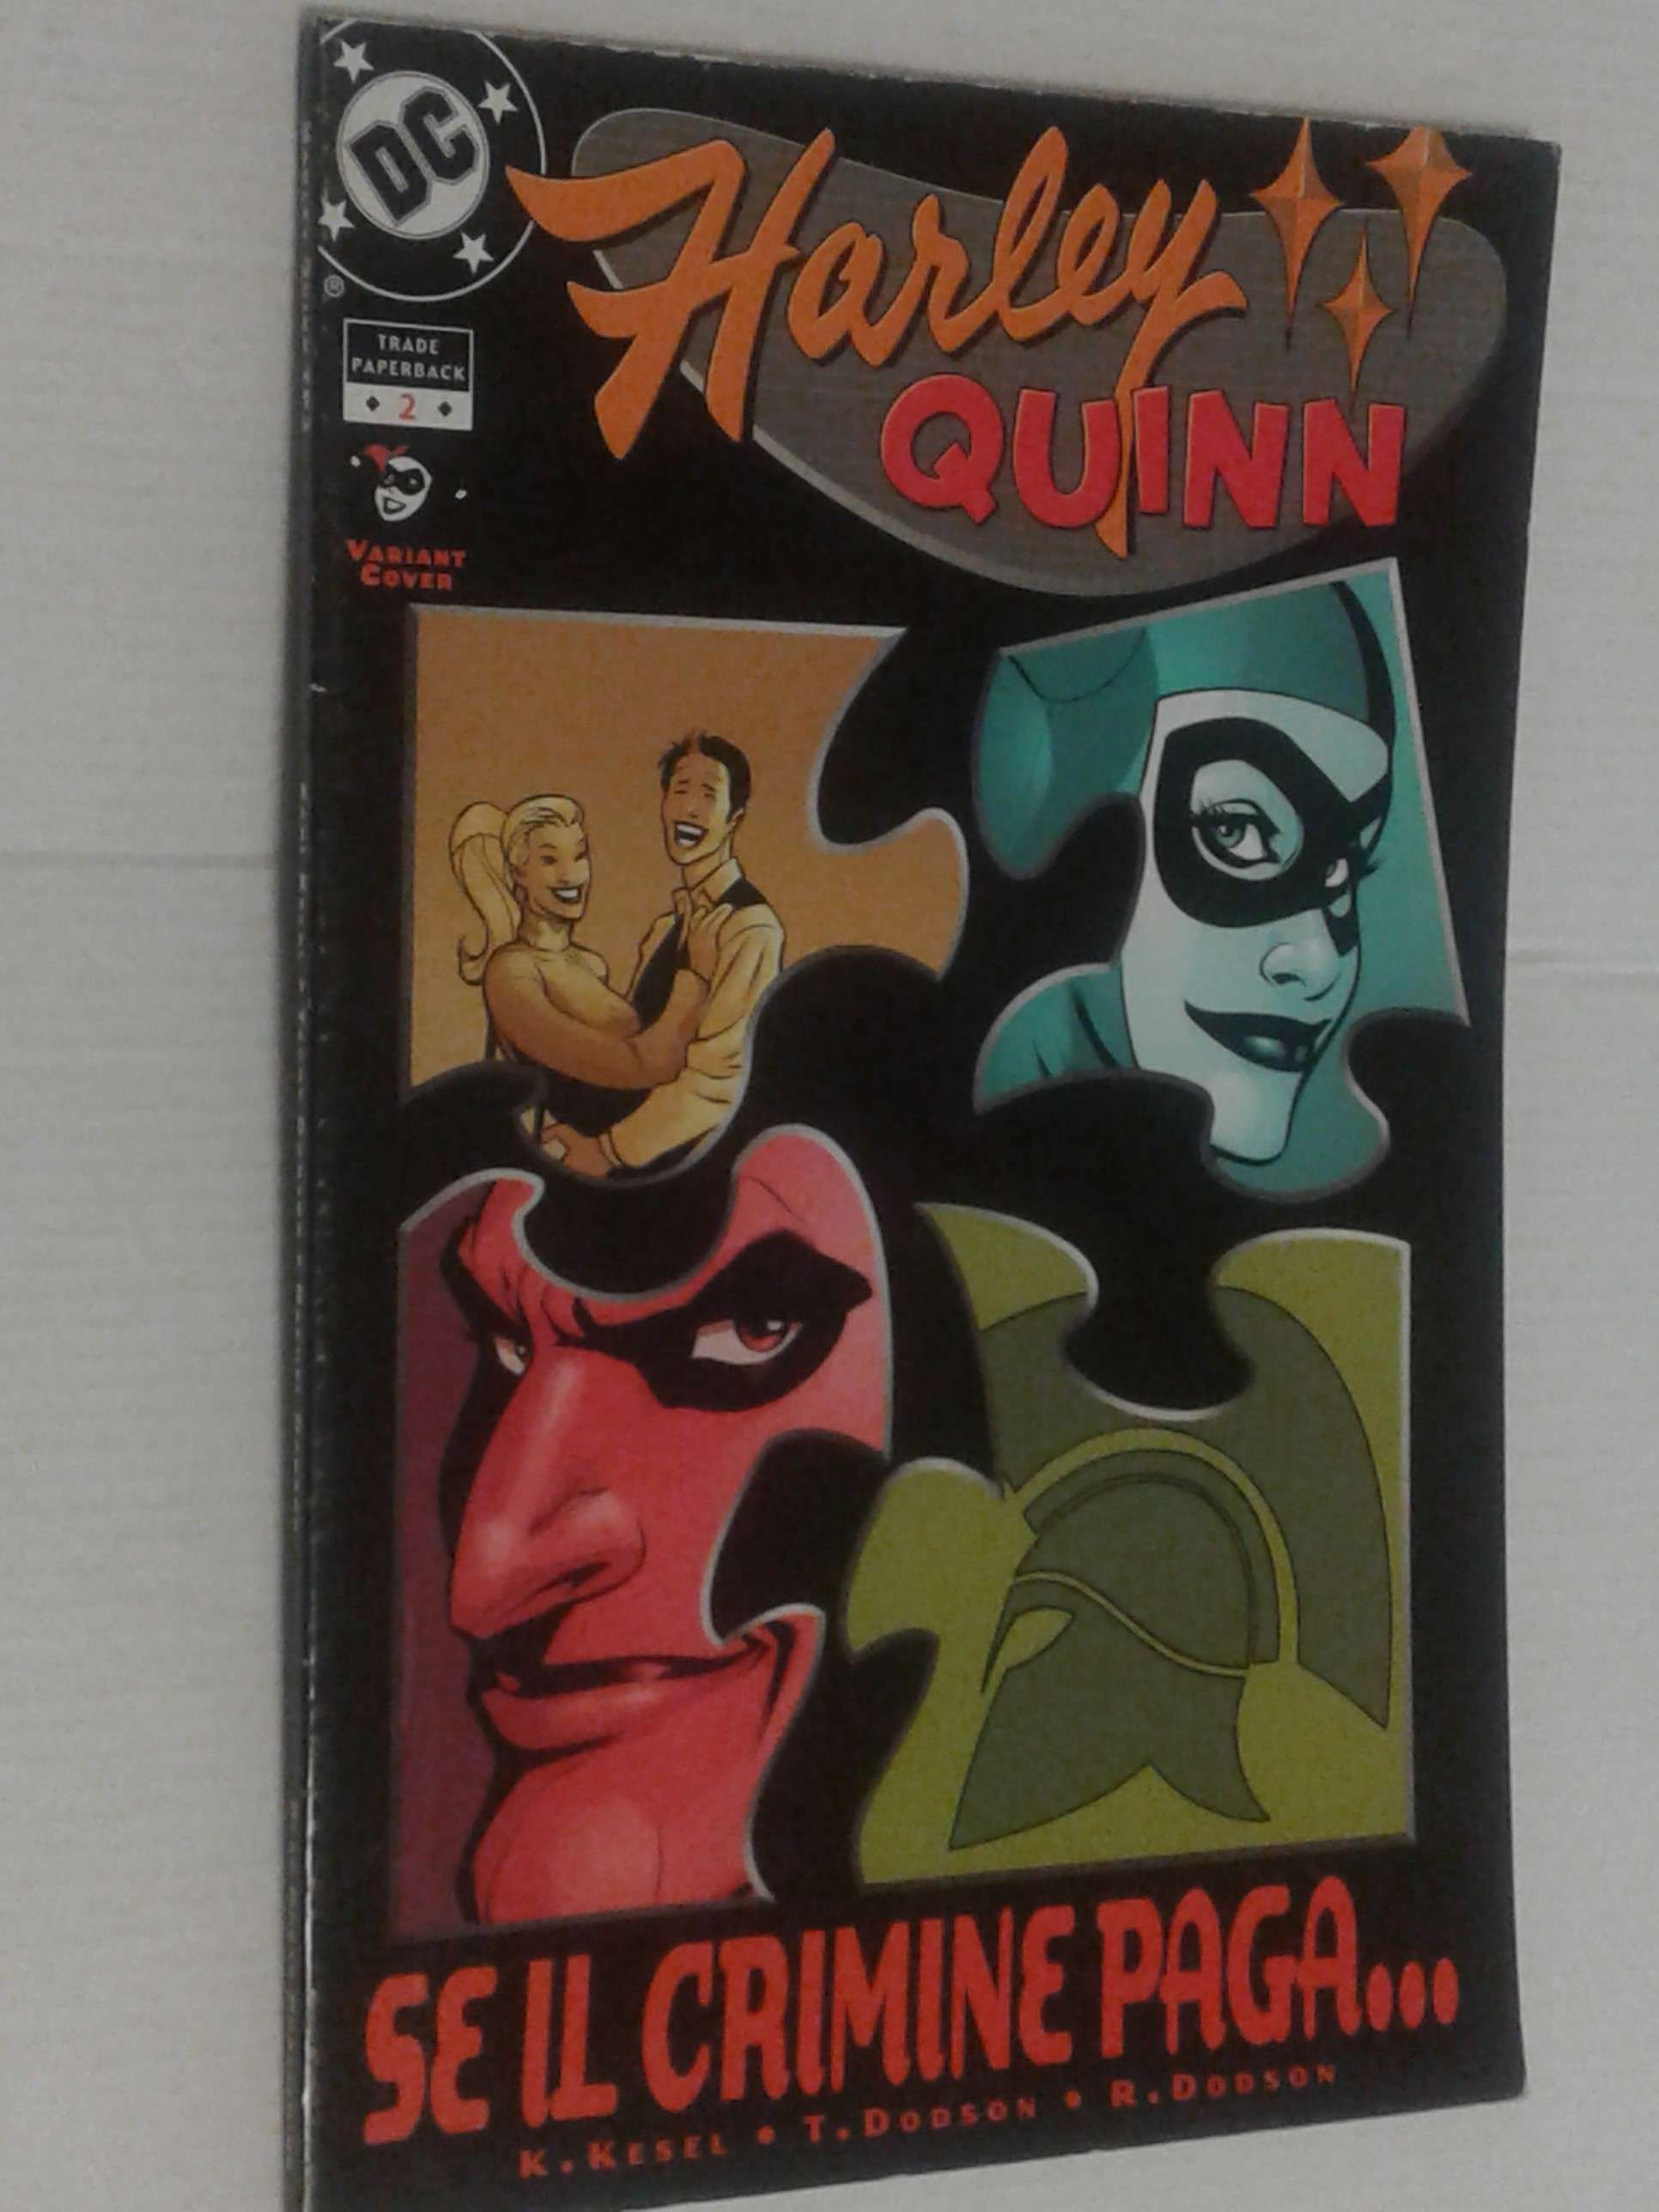 DC
®
Harley
QUINN
TRADE
PAPERBACK
2
VARIANT
COVER
SE IL CRIMINE PAGA...
K. KESEL • T. DODSON • R. DODSON